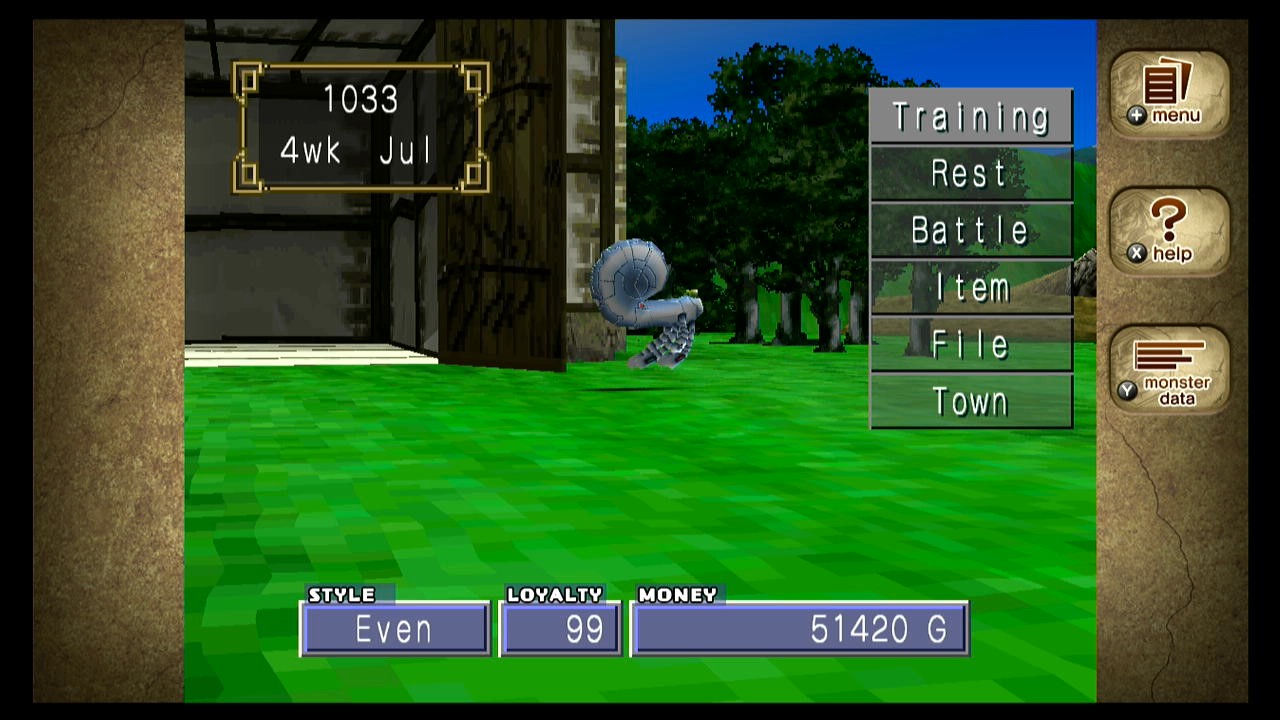 1033
4wk Jul
Training
Rest
Battle
Item
File
Town
+ menu
? 
X help
Y monster
data
STYLE
Even
LOYALTY
99
MONEY
51420 G